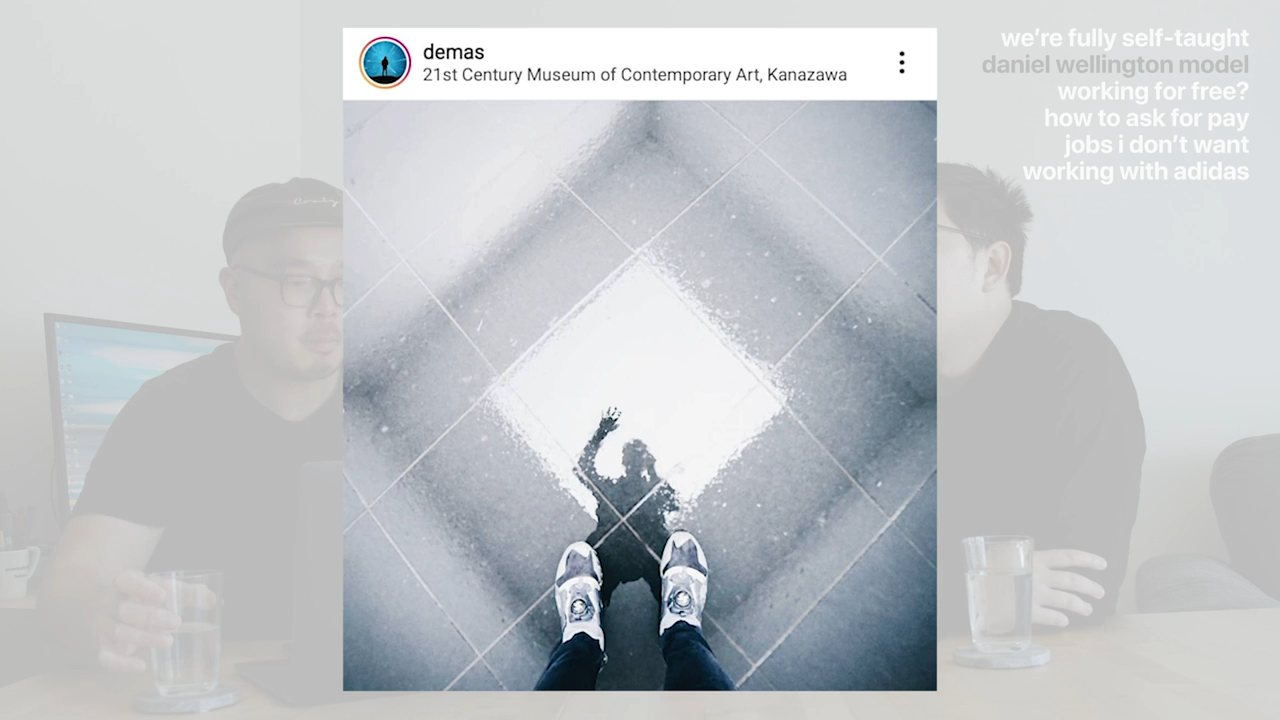 demas
21st Century Museum of Contemporary Art, Kanazawa
we're fully self-taught
daniel wellington model
working for free?
how to ask for pay
jobs i don't want
working with adidas